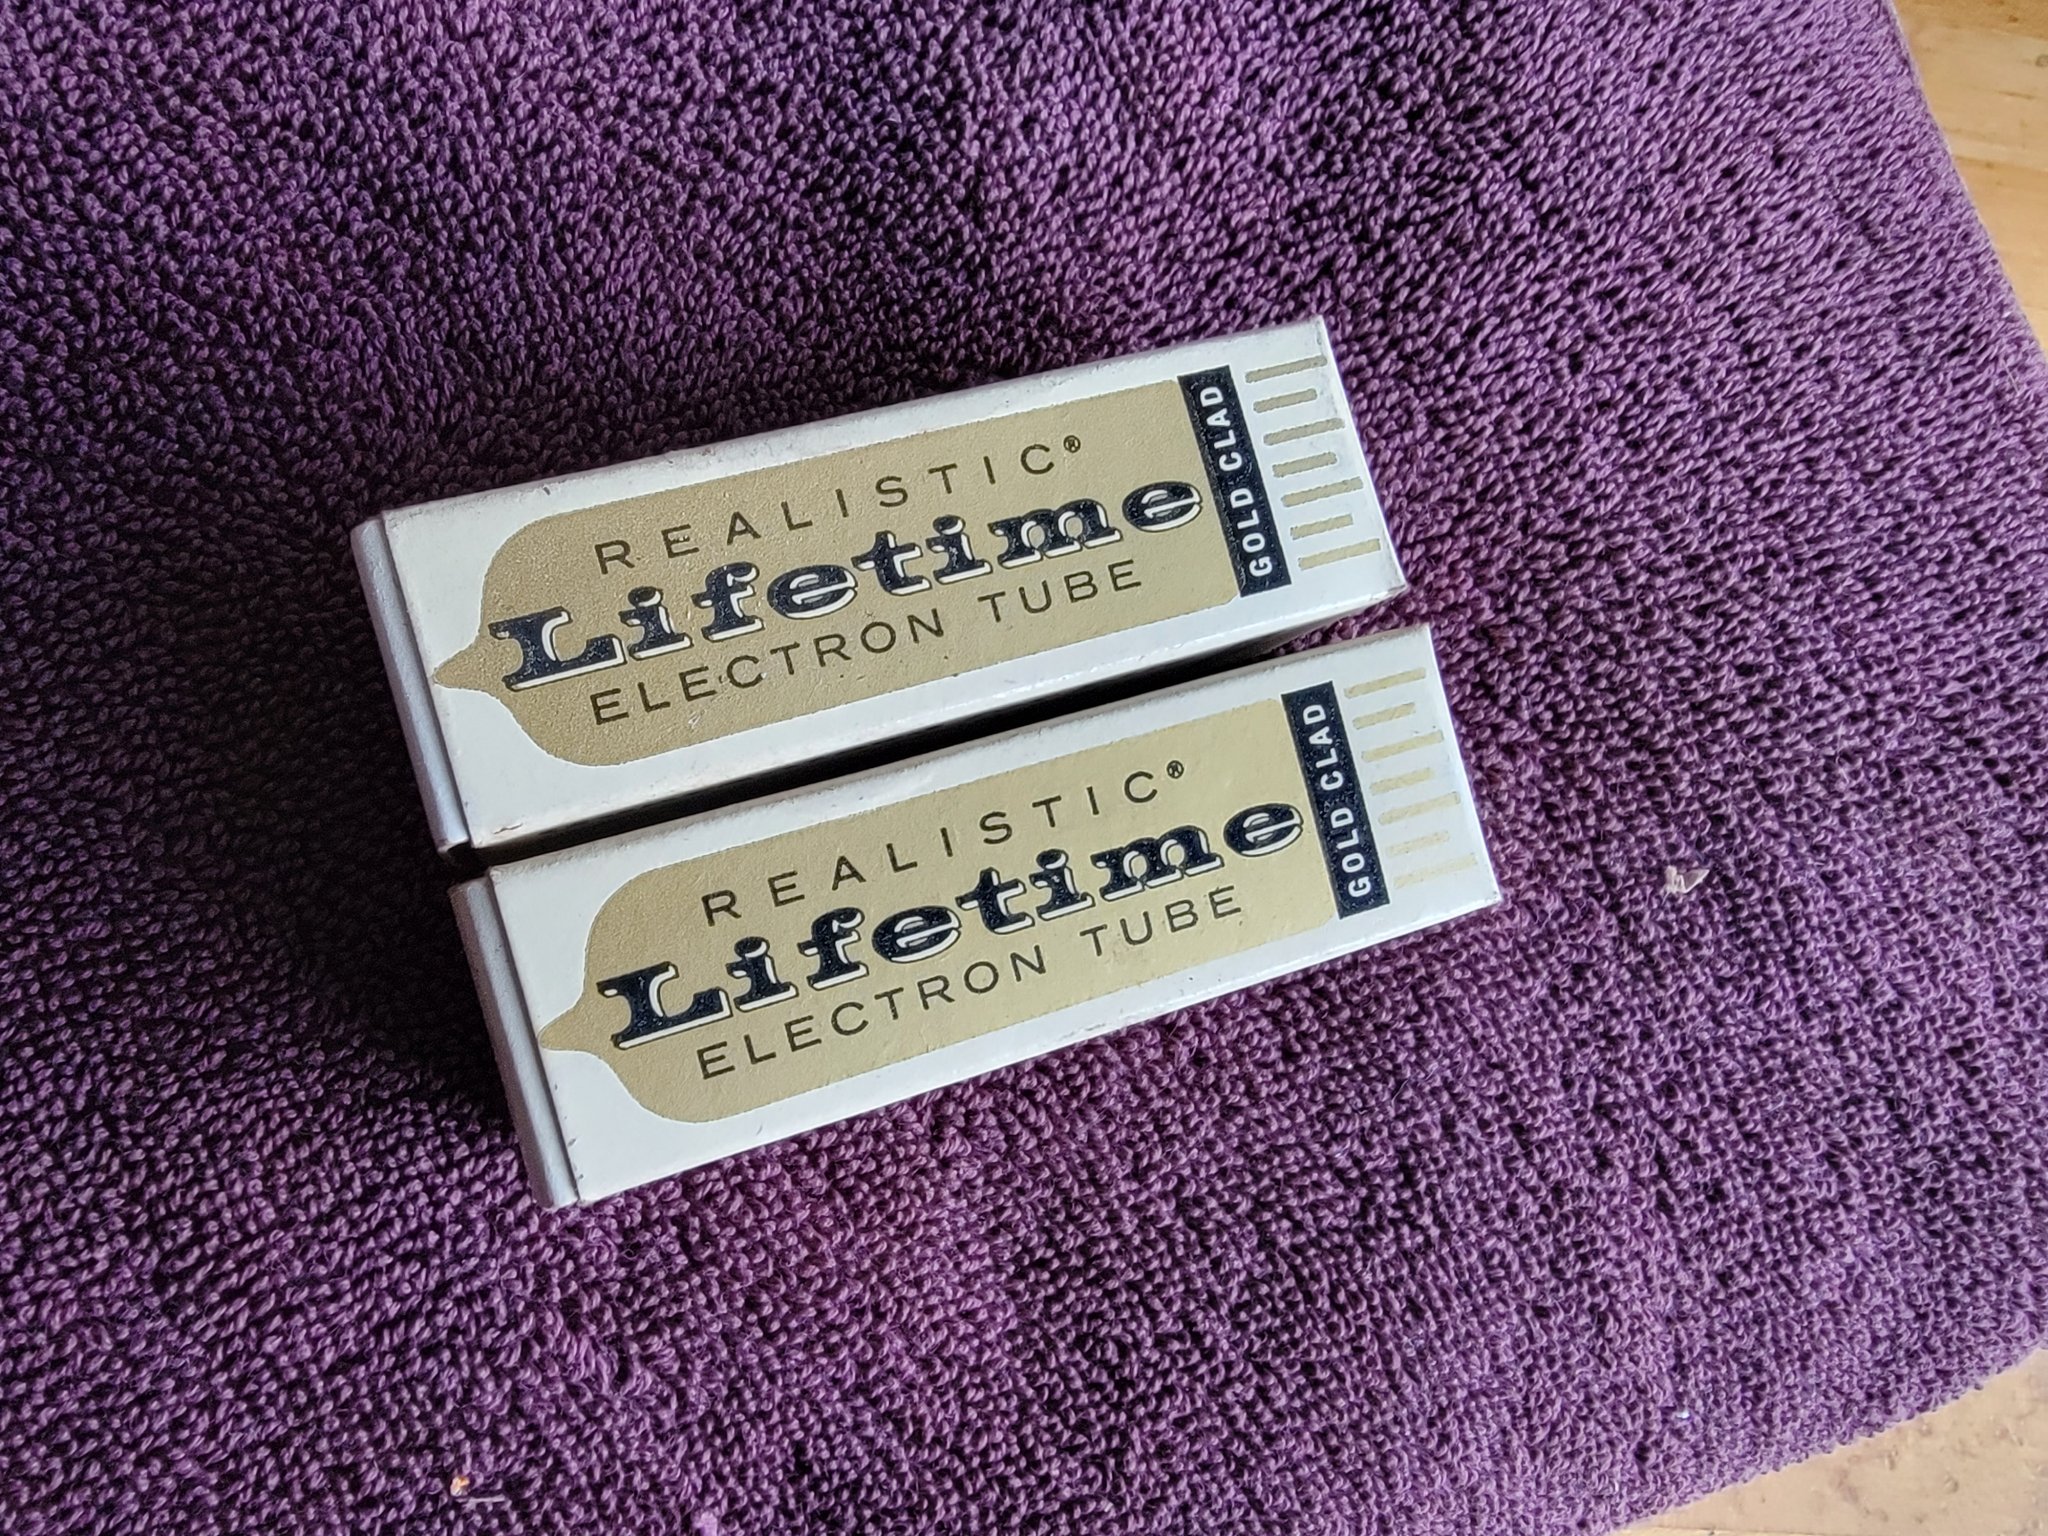 REALISTIC®
Lifetime
ELECTRON TUBE
GOLD CLAD
REALISTIC®
Lifetime
ELECTRON TUBE
GOLD CLAD